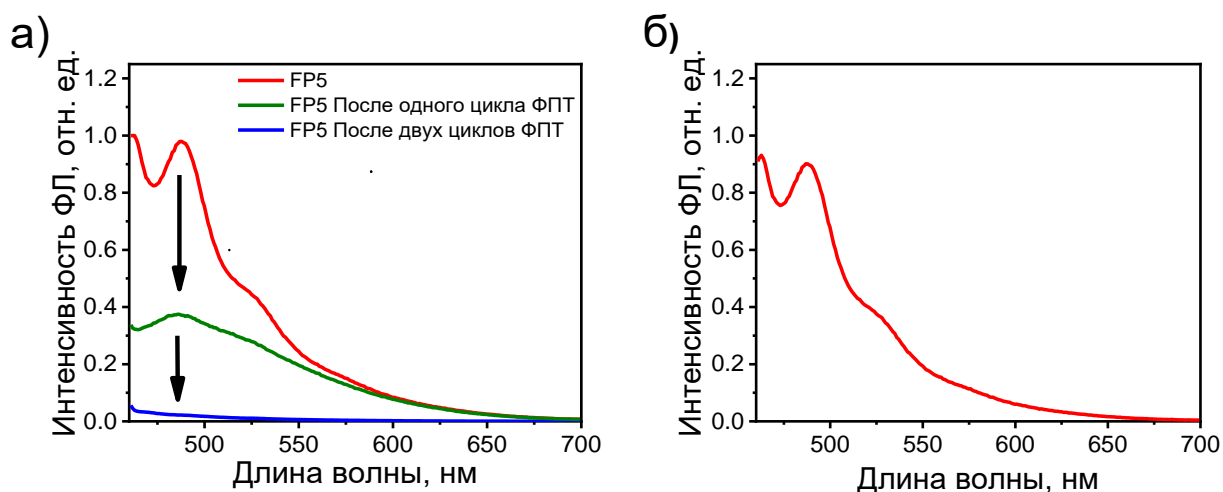 а)
Интенсивность ФЛ, отн. ед.
1.2
1.0
0.8
0.6
0.4
0.2
0.0
FP5
FP5 После одного цикла ФПТ
FP5 После двух циклов ФПТ
500
550
600
650
700
Длина волны, нм
б)
Интенсивность ФЛ, отн. ед.
1.2
1.0
0.8
0.6
0.4
0.2
0.0
500
550
600
650
700
Длина волны, нм